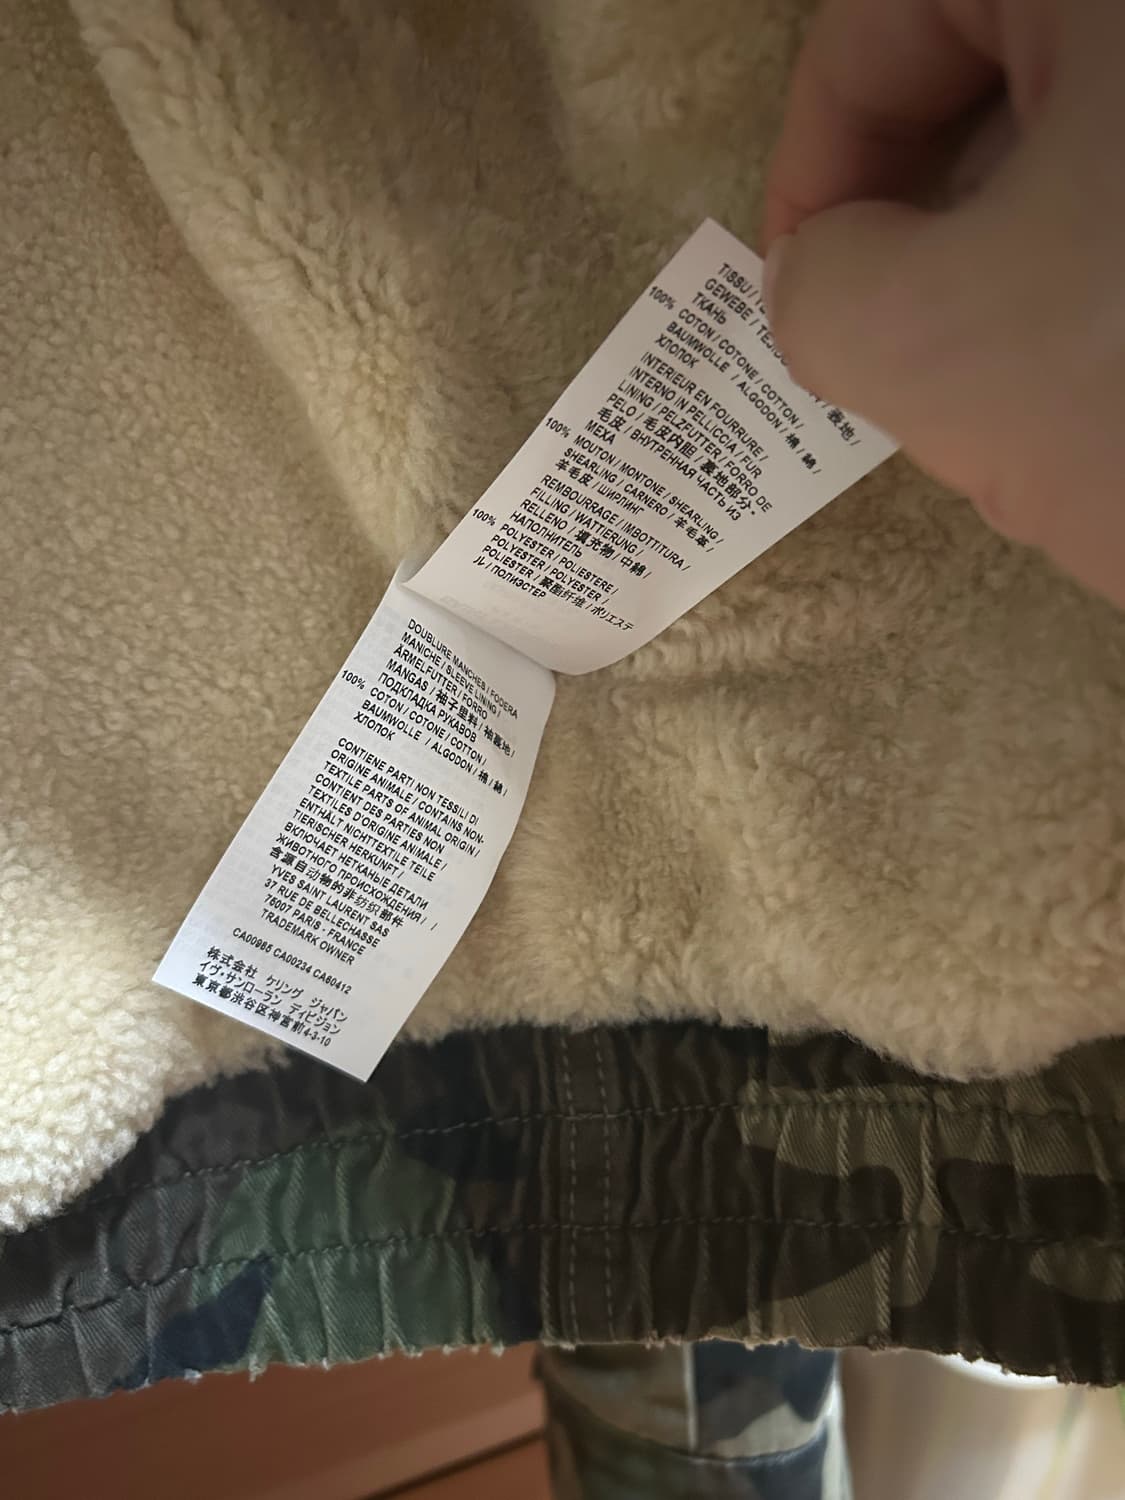 TISSU /
GEWEBE /
裏地 /
ТКАНЬ
100% COTON / COTONE / COTTON /
BAUMWOLLE / ALGODON / 棉 / 綿 /
ХЛОПОК
INTERIEUR EN FOURRURE /
INTERNO IN PELLICCIA / FUR
LINING / PELZFUTTER / FORRO DE
PELO / 毛皮内胆 / 裏地部分-
毛皮 / ВНУТРЕННАЯ ЧАСТЬ ИЗ
МЕХА
100% MOUTON / MONTONE / SHEARLING /
SHEARLING / CARNERO / 羊毛革 /
羊毛皮 / ШИРЛИНГ
REMBOURRAGE / IMBOTTITURA /
FILLING / WATTIERUNG /
RELLENO / 填充物 / 中綿 /
НАПОЛНИТЕЛЬ
100% POLYESTER / POLIESTERE /
POLYESTER / POLYESTER /
POLIESTER / 聚酯纤维 / ポリエステ
ル / ПОЛИЭСТЕР
DOUBLURE MANCHES / FODERA
MANICHE / SLEEVE LINING /
ÄRMELFUTTER / FORRO
MANGAS / 袖子里料 / 袖裏地 /
ПОДКЛАДКА РУКАВОВ
100% COTON / COTONE / COTTON /
BAUMWOLLE / ALGODON / 棉 / 綿 /
ХЛОПОК
CONTIENE PARTI NON TESSILI DI
ORIGINE ANIMALE / CONTAINS NON-
TEXTILE PARTS OF ANIMAL ORIGIN /
CONTIENT DES PARTIES NON
TEXTILES D'ORIGINE ANIMALE /
ENTHÄLT NICHTTEXTILE TEILE
TIERISCHER HERKUNFT /
ВКЛЮЧАЕТ НЕТКАНЫЕ ДЕТАЛИ
ЖИВОТНОГО ПРОИСХОЖДЕНИЯ / /
含源自动物的非纺织部件
YVES SAINT LAURENT SAS
37 RUE DE BELLECHASSE
75007 PARIS - FRANCE
TRADEMARK OWNER
CA00985 CA00234 CA60412
株式会社 ケリング ジャパン
イヴ・サンローラン ディビジョン
東京都渋谷区神宮前4-3-10